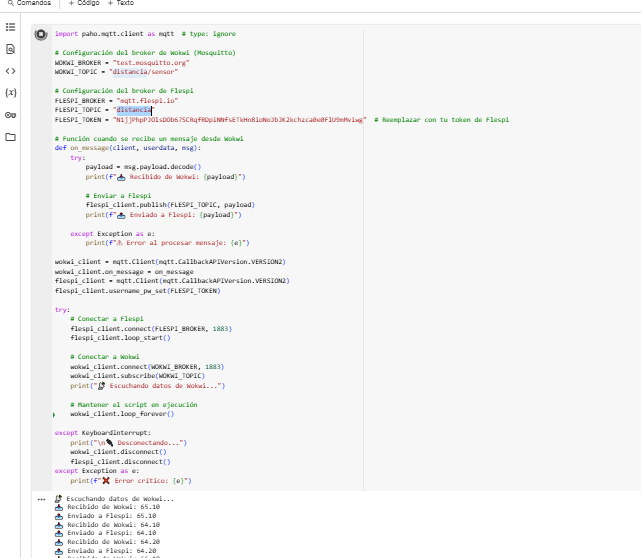 Comandos + Código + Texto
import paho.mqtt.client as mqtt # type: ignore
# Configuración del broker de Wokwi (Mosquitto)
WOKWI_BROKER = "test.mosquitto.org"
WOKWI_TOPIC = "distancia/sensor"
# Configuración del broker de Flespi
FLESPI_BROKER = "mqtt.flespi.io"
FLESPI_TOPIC = "distancia"
FLESPI_TOKEN = # Reemplazar con tu token de Flespi
# Función cuando se recibe un mensaje desde Wokwi
def on_message(client, userdata, msg):
try:
payload = msg.payload.decode()
print(f"📥 Recibido de Wokwi: {payload}")
# Enviar a Flespi
flespi_client.publish(FLESPI_TOPIC, payload)
print(f"📤 Enviado a Flespi: {payload}")
except Exception as e:
print(f"⚠ Error al procesar mensaje: {e}")
wokwi_client = mqtt.Client(mqtt.CallbackAPIVersion.VERSION2)
wokwi_client.on_message = on_message
flespi_client = mqtt.Client(mqtt.CallbackAPIVersion.VERSION2)
flespi_client.username_pw_set(FLESPI_TOKEN)
try:
# Conectar a Flespi
flespi_client.connect(FLESPI_BROKER, 1883)
flespi_client.loop_start()
# Conectar a Wokwi
wokwi_client.connect(WOKWI_BROKER, 1883)
wokwi_client.subscribe(WOKWI_TOPIC)
print("📡 Escuchando datos de Wokwi...")
# Mantener el script en ejecución
wokwi_client.loop_forever()
except KeyboardInterrupt:
print("\n🔌 Desconectando...")
wokwi_client.disconnect()
flespi_client.disconnect()
except Exception as e:
print(f"❌ Error crítico: {e}")
📡 Escuchando datos de Wokwi...
📥 Recibido de Wokwi: 65.10
📤 Enviado a Flespi: 65.10
📥 Recibido de Wokwi: 64.10
📤 Enviado a Flespi: 64.10
📥 Recibido de Wokwi: 64.20
📤 Enviado a Flespi: 64.20